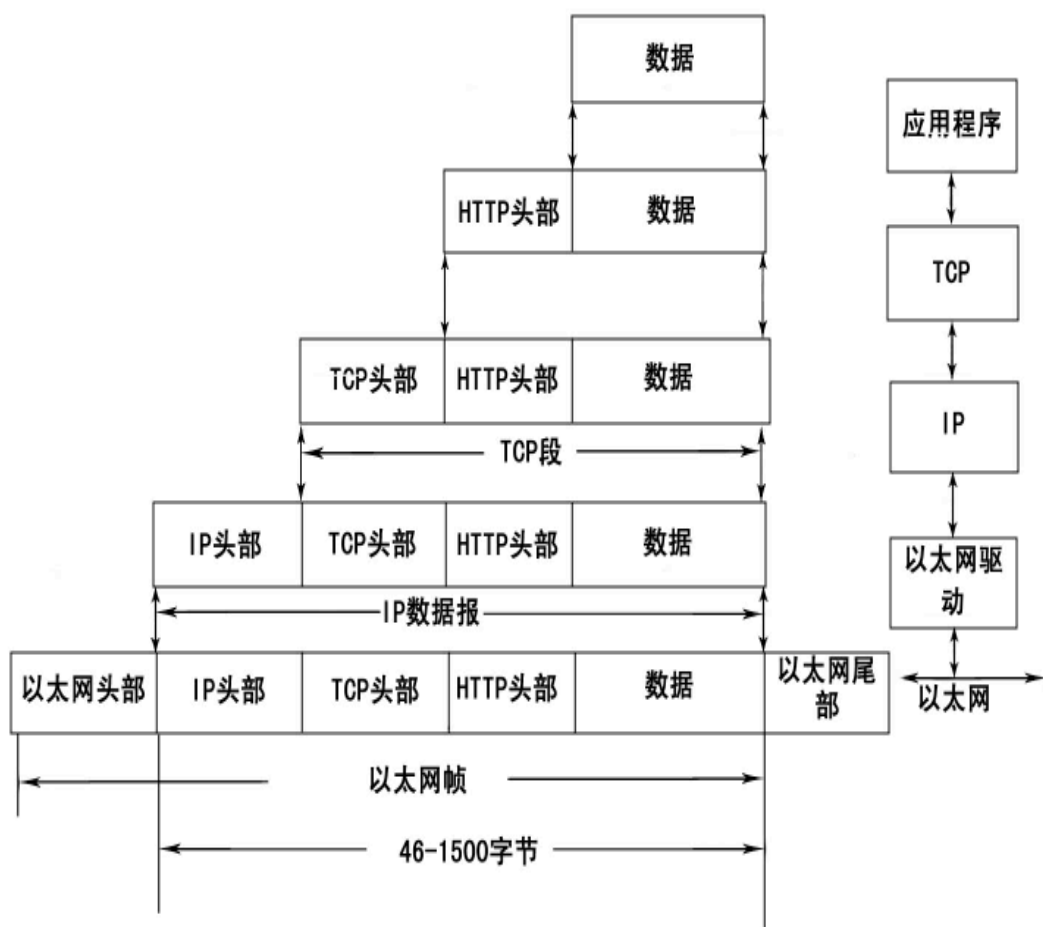 数据
应用程序
HTTP头部 数据
TCP
TCP头部 HTTP头部 数据
IP
TCP段
IP头部 TCP头部 HTTP头部 数据
以太网驱
动
IP数据报
以太网头部 IP头部 TCP头部 HTTP头部 数据 以太网尾
部
以太网
以太网帧
46-1500字节